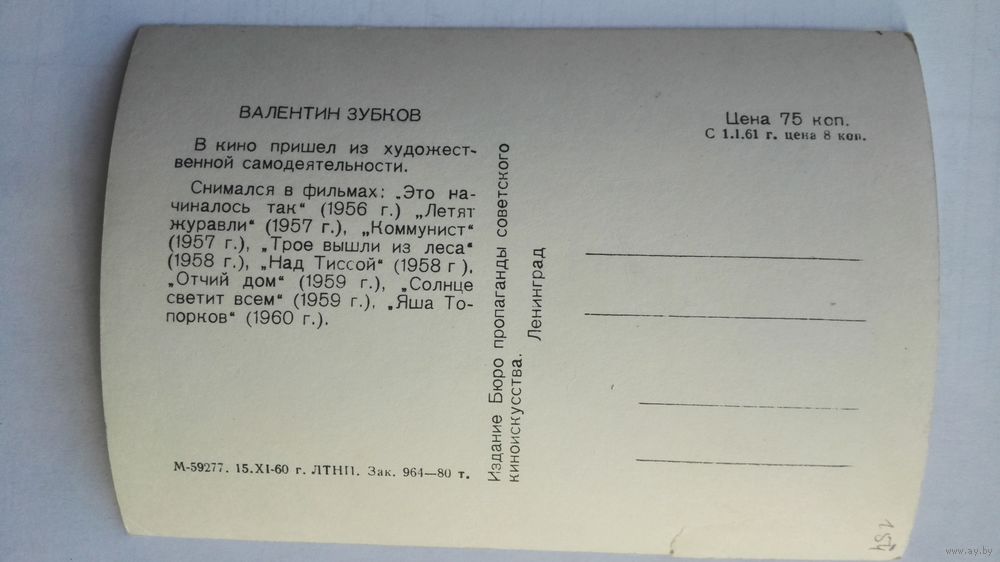 ВАЛЕНТИН ЗУБКОВ
В кино пришел из художест-
венной самодеятельности.
Снимался в фильмах: „Это на-
чиналось так“ (1956 г.) „Летят
журавли“ (1957 г.), „Коммунист“
(1957 г.), „Трое вышли из леса“
(1958 г.), „Над Тиссой“ (1958 г ),
„Отчий дом“ (1959 г.), „Солнце
светит всем“ (1959 г.), „Яша То-
порков“ (1960 г.).
М-59277. 15.XI-60 г. ЛТНП. Зак. 964—80 т.
Издание Бюро пропаганды советского
киноискусства. Ленинград
Цена 75 коп.
С 1.1.61 г. цена 8 коп.
154
www.ay.by